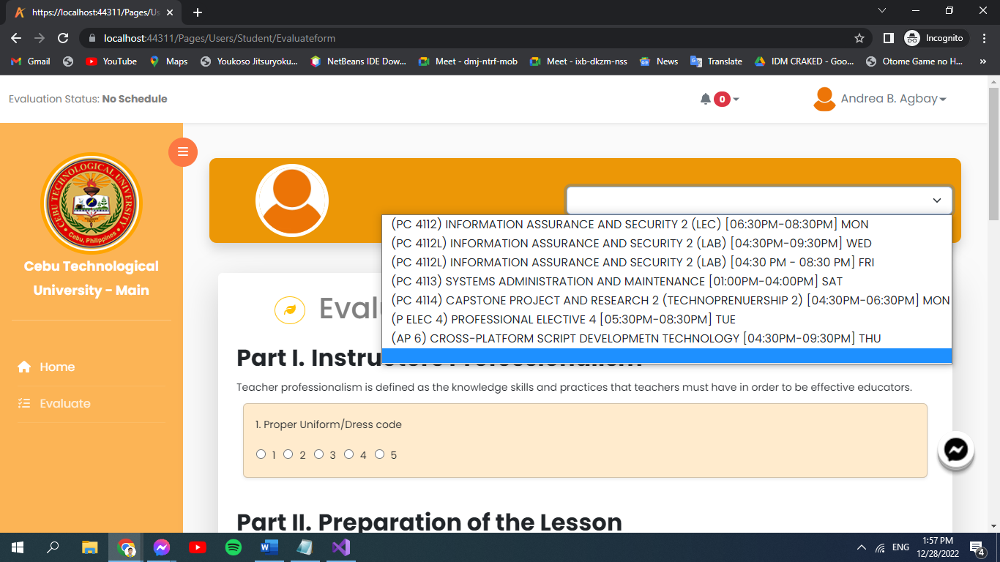 https://localhost:44311/Pages/Us
localhost:44311/Pages/Users/Student/Evaluateform
Incognito
Gmail
YouTube
Maps
Youkoso Jitsuryoku...
NetBeans IDE Dow...
Meet - dmj-ntrf-mob
Meet - ixb-dkzm-nss
News
Translate
IDM CRAKED - Goo...
Otome Game no H...
Evaluation Status: No Schedule
0
Andrea B. Agbay
CEBU TECHNOLOGICAL UNIVERSITY
Cebu, Philippines
Cebu Technological
University - Main
Home
Evaluate
(PC 4112) INFORMATION ASSURANCE AND SECURITY 2 (LEC) [06:30PM-08:30PM] MON
(PC 4112L) INFORMATION ASSURANCE AND SECURITY 2 (LAB) [04:30PM-09:30PM] WED
(PC 4112L) INFORMATION ASSURANCE AND SECURITY 2 (LAB) [04:30 PM - 08:30 PM] FRI
(PC 4113) SYSTEMS ADMINISTRATION AND MAINTENANCE [01:00PM-04:00PM] SAT
(PC 4114) CAPSTONE PROJECT AND RESEARCH 2 (TECHNOPRENUERSHIP 2) [04:30PM-06:30PM] MON
(P ELEC 4) PROFESSIONAL ELECTIVE 4 [05:30PM-08:30PM] TUE
(AP 6) CROSS-PLATFORM SCRIPT DEVELOPMETN TECHNOLOGY [04:30PM-09:30PM] THU
Eval
Part I. Instructors Professionalism
Teacher professionalism is defined as the knowledge skills and practices that teachers must have in order to be effective educators.
1. Proper Uniform/Dress code
1 2 3 4 5
Part II. Preparation of the Lesson
ENG
1:57 PM
12/28/2022
4